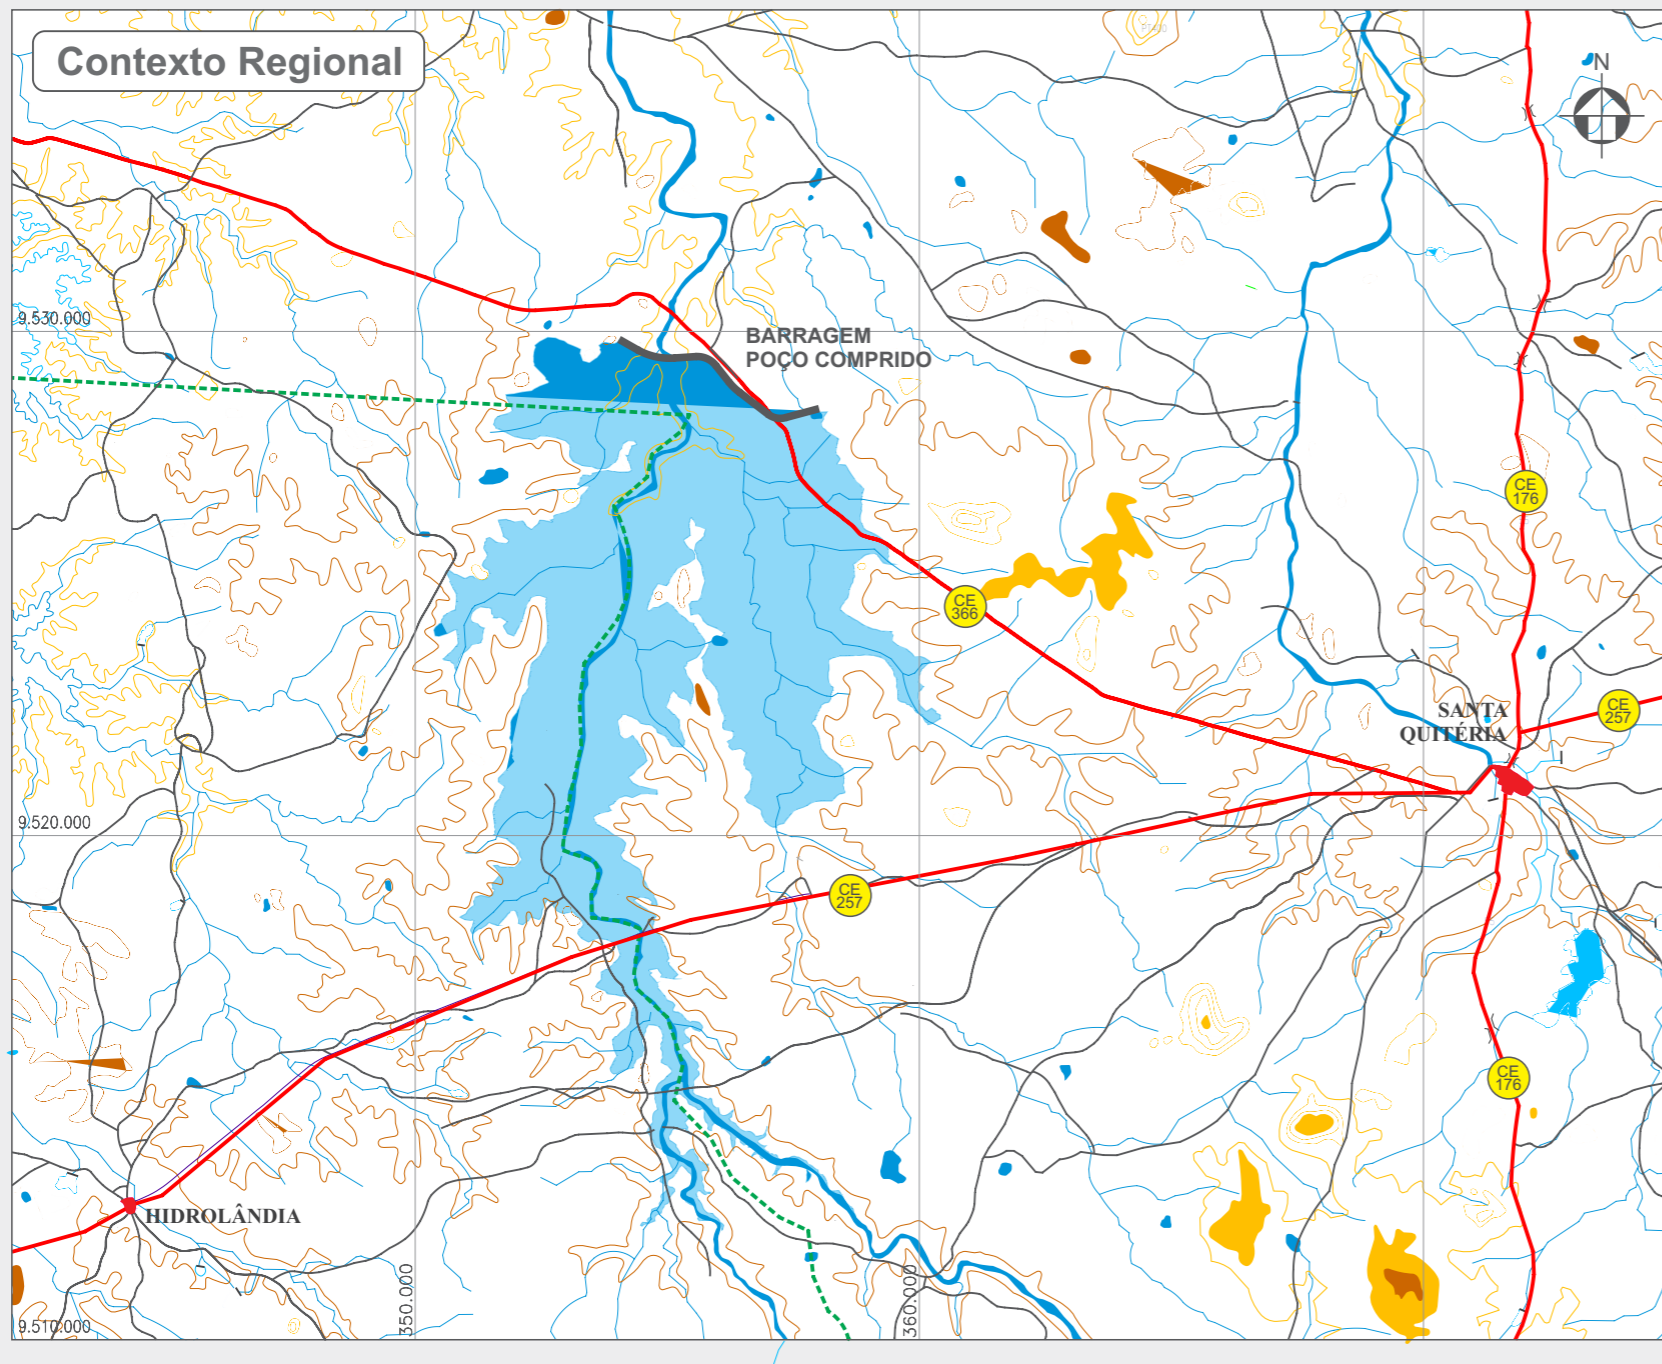 Contexto Regional
PT400
N
9.530.000
BARRAGEM
POÇO COMPRIDO
CE
176
CE
366
SANTA
QUITÉRIA
CE
257
9.520.000
CE
257
CE
176
HIDROLÂNDIA
350.000
360.000
9.510.000